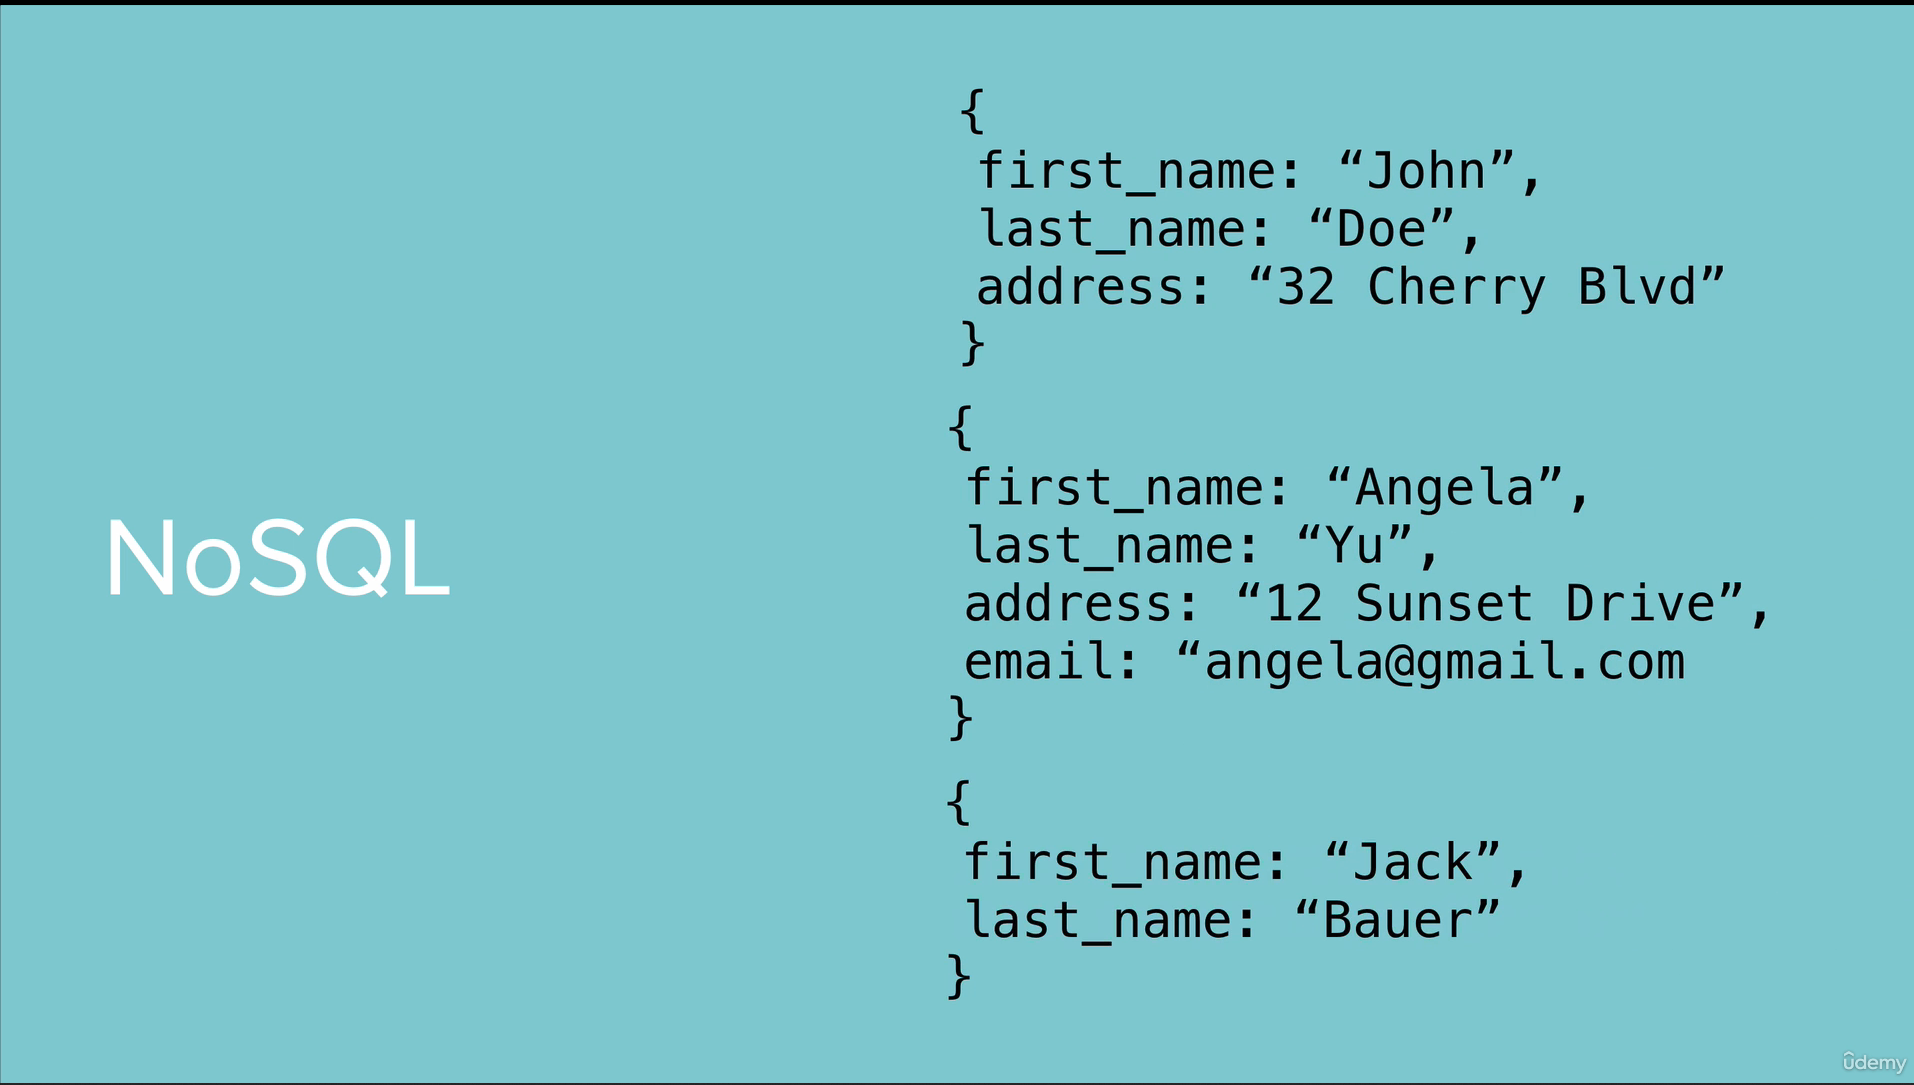 NoSQL
{
first_name: “John”,
last_name: “Doe”,
address: “32 Cherry Blvd”
}
{
first_name: “Angela”,
last_name: “Yu”,
address: “12 Sunset Drive”,
email: “angela@gmail.com
}
{
first_name: “Jack”,
last_name: “Bauer”
}
ûdemy